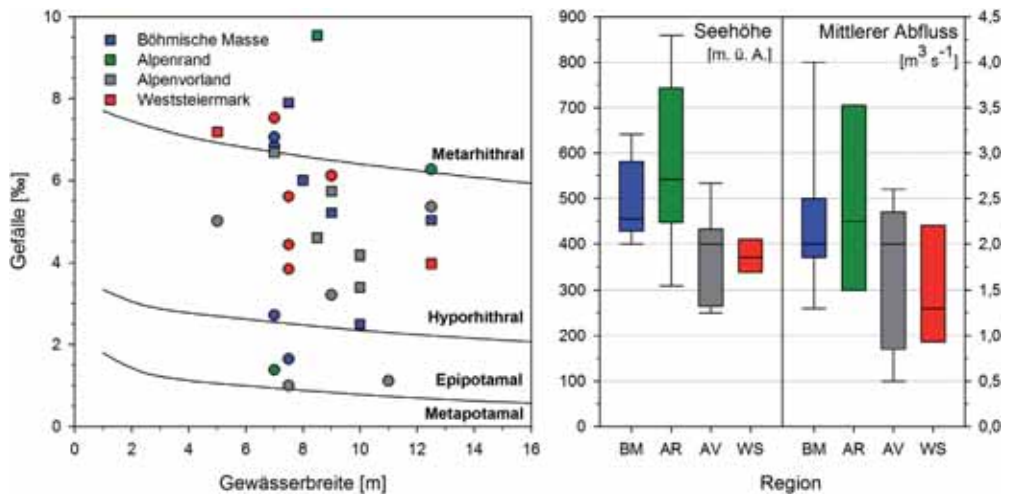 10
8
6
4
2
0
Gefälle [‰]
Böhmische Masse
Alpenrand
Alpenvorland
Weststeiermark
Metarhithral
Hyporhithral
Epipotamal
Metapotamal
0 2 4 6 8 10 12 14 16
Gewässerbreite [m]
900
800
700
600
500
400
300
200
100
0
Seehöhe
[m. ü. A.]
Mittlerer Abfluss
[m³ s⁻¹]
4,5
4,0
3,5
3,0
2,5
2,0
1,5
1,0
0,5
0,0
BM AR AV WS BM AR AV WS
Region